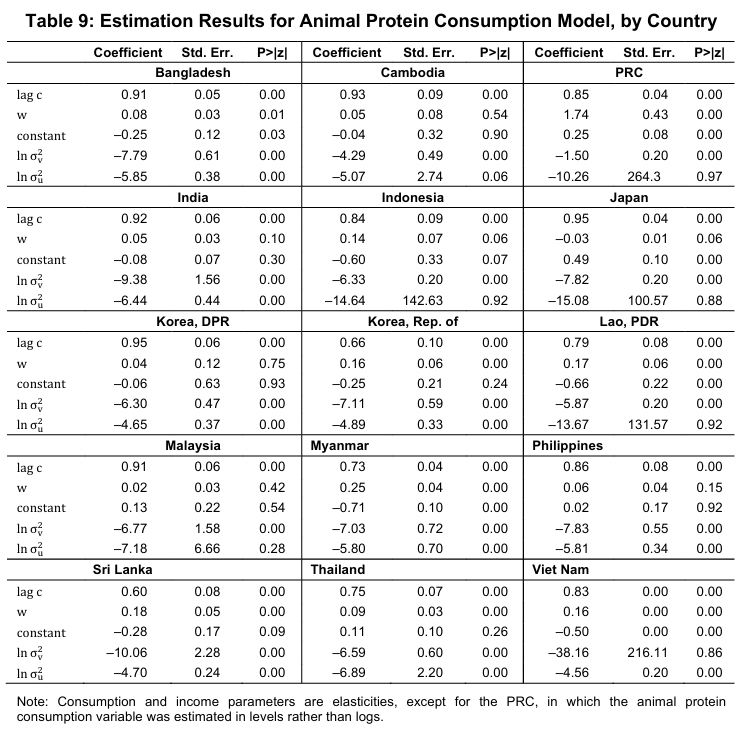 Table 9: Estimation Results for Animal Protein Consumption Model, by Country
Coefficient Std. Err. P>|z| Coefficient Std. Err. P>|z| Coefficient Std. Err. P>|z|
Bangladesh Cambodia PRC
lag c 0.91 0.05 0.00 0.93 0.09 0.00 0.85 0.04 0.00
w 0.08 0.03 0.01 0.05 0.08 0.54 1.74 0.43 0.00
constant –0.25 0.12 0.03 –0.04 0.32 0.90 0.25 0.08 0.00
ln σ²ᵥ –7.79 0.61 0.00 –4.29 0.49 0.00 –1.50 0.20 0.00
ln σ²ᵤ –5.85 0.38 0.00 –5.07 2.74 0.06 –10.26 264.3 0.97
India Indonesia Japan
lag c 0.92 0.06 0.00 0.84 0.09 0.00 0.95 0.04 0.00
w 0.05 0.03 0.10 0.14 0.07 0.06 –0.03 0.01 0.06
constant –0.08 0.07 0.30 –0.60 0.33 0.07 0.49 0.10 0.00
ln σ²ᵥ –9.38 1.56 0.00 –6.33 0.20 0.00 –7.82 0.20 0.00
ln σ²ᵤ –6.44 0.44 0.00 –14.64 142.63 0.92 –15.08 100.57 0.88
Korea, DPR Korea, Rep. of Lao, PDR
lag c 0.95 0.06 0.00 0.66 0.10 0.00 0.79 0.08 0.00
w 0.04 0.12 0.75 0.16 0.06 0.00 0.17 0.06 0.00
constant –0.06 0.63 0.93 –0.25 0.21 0.24 –0.66 0.22 0.00
ln σ²ᵥ –6.30 0.47 0.00 –7.11 0.59 0.00 –5.87 0.20 0.00
ln σ²ᵤ –4.65 0.37 0.00 –4.89 0.33 0.00 –13.67 131.57 0.92
Malaysia Myanmar Philippines
lag c 0.91 0.06 0.00 0.73 0.04 0.00 0.86 0.08 0.00
w 0.02 0.03 0.42 0.25 0.04 0.00 0.06 0.04 0.15
constant 0.13 0.22 0.54 –0.71 0.10 0.00 0.02 0.17 0.92
ln σ²ᵥ –6.77 1.58 0.00 –7.03 0.72 0.00 –7.83 0.55 0.00
ln σ²ᵤ –7.18 6.66 0.28 –5.80 0.70 0.00 –5.81 0.34 0.00
Sri Lanka Thailand Viet Nam
lag c 0.60 0.08 0.00 0.75 0.07 0.00 0.83 0.00 0.00
w 0.18 0.05 0.00 0.09 0.03 0.00 0.16 0.00 0.00
constant –0.28 0.17 0.09 0.11 0.10 0.26 –0.50 0.00 0.00
ln σ²ᵥ –10.06 2.28 0.00 –6.59 0.60 0.00 –38.16 216.11 0.86
ln σ²ᵤ –4.70 0.24 0.00 –6.89 2.20 0.00 –4.56 0.20 0.00
Note: Consumption and income parameters are elasticities, except for the PRC, in which the animal protein
consumption variable was estimated in levels rather than logs.